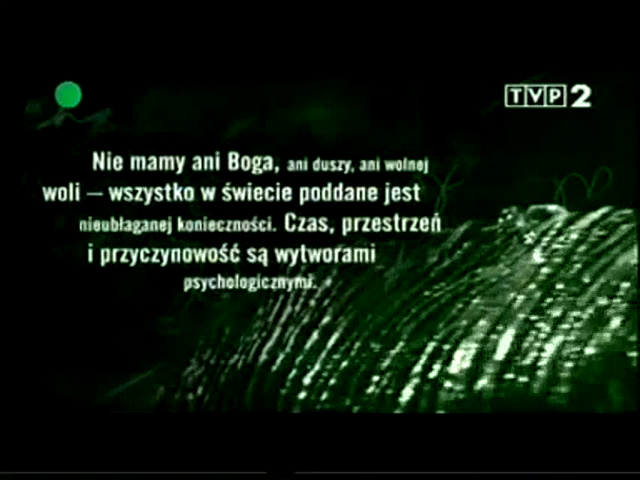 TVP2
Nie mamy ani Boga, ani duszy, ani wolnej
woli — wszystko w świecie poddane jest
nieubłaganej konieczności. Czas, przestrzeń
i przyczynowość są wytworami
psychologicznymi.